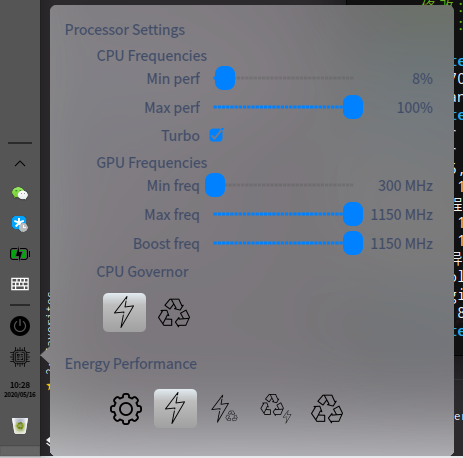 Processor Settings
CPU Frequencies
Min perf 8%
Max perf 100%
Turbo
GPU Frequencies
Min freq 300 MHz
Max freq 1150 MHz
Boost freq 1150 MHz
CPU Governor
Energy Performance
10:28
2020/05/16